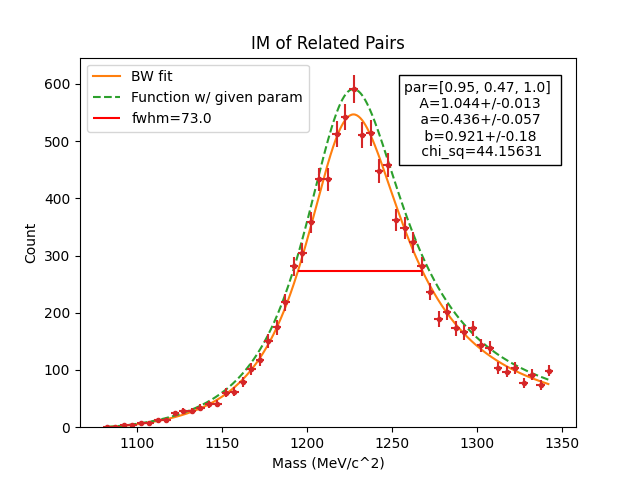 IM of Related Pairs
BW fit
Function w/ given param
fwhm=73.0
par=[0.95, 0.47, 1.0]
A=1.044+/-0.013
a=0.436+/-0.057
b=0.921+/-0.18
chi_sq=44.15631
Count
600
500
400
300
200
100
0
1100
1150
1200
1250
1300
1350
Mass (MeV/c^2)